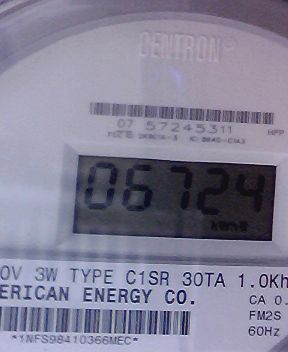 CENTRON®
07 57245311
06724
kWh
0V 3W TYPE C1SR 30TA 1.0Kh
ERICAN ENERGY CO.
CA 0.
FM2S
60Hz
*1NFS98410366MEC*